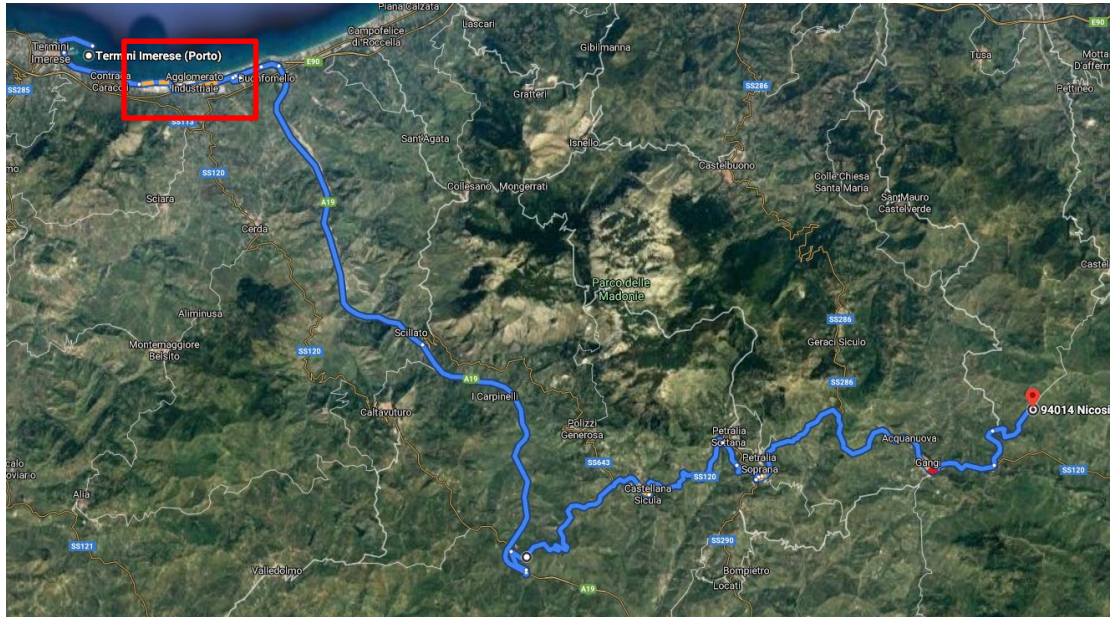 Piana Calzata
Lascari
E90
Tusa
Motta
D'afferm
Campofelice
di Roccella
Termini
Imerese
Termini Imerese (Porto)
E90
Gibilmanna
Pettineo
Contrada
Agglomerato
Industriale
SS285
SS113
SS286
Gratteri
Sant'Agata
Isnello
Castelbuono
Colle Chiesa
Santa Maria
SS120
Collesano
Mongerrati
San Mauro
Castelverde
Sciara
A19
Cerda
Castel
Parco delle
Madonie
Aliminusa
Scillato
SS286
Montemaggiore
Belsito
SS120
Geraci Siculo
A19
SS286
I Carpinelli
Caltavuturo
94014 Nicosi
Polizzi
Generosa
Petralia
Sottana
Acquanuova
Petralia
Soprana
Gangi
SS643
SS120
SS120
Castellana
Sicula
Alia
SS121
SS290
Valledolmo
Bompietro
Locati
A19